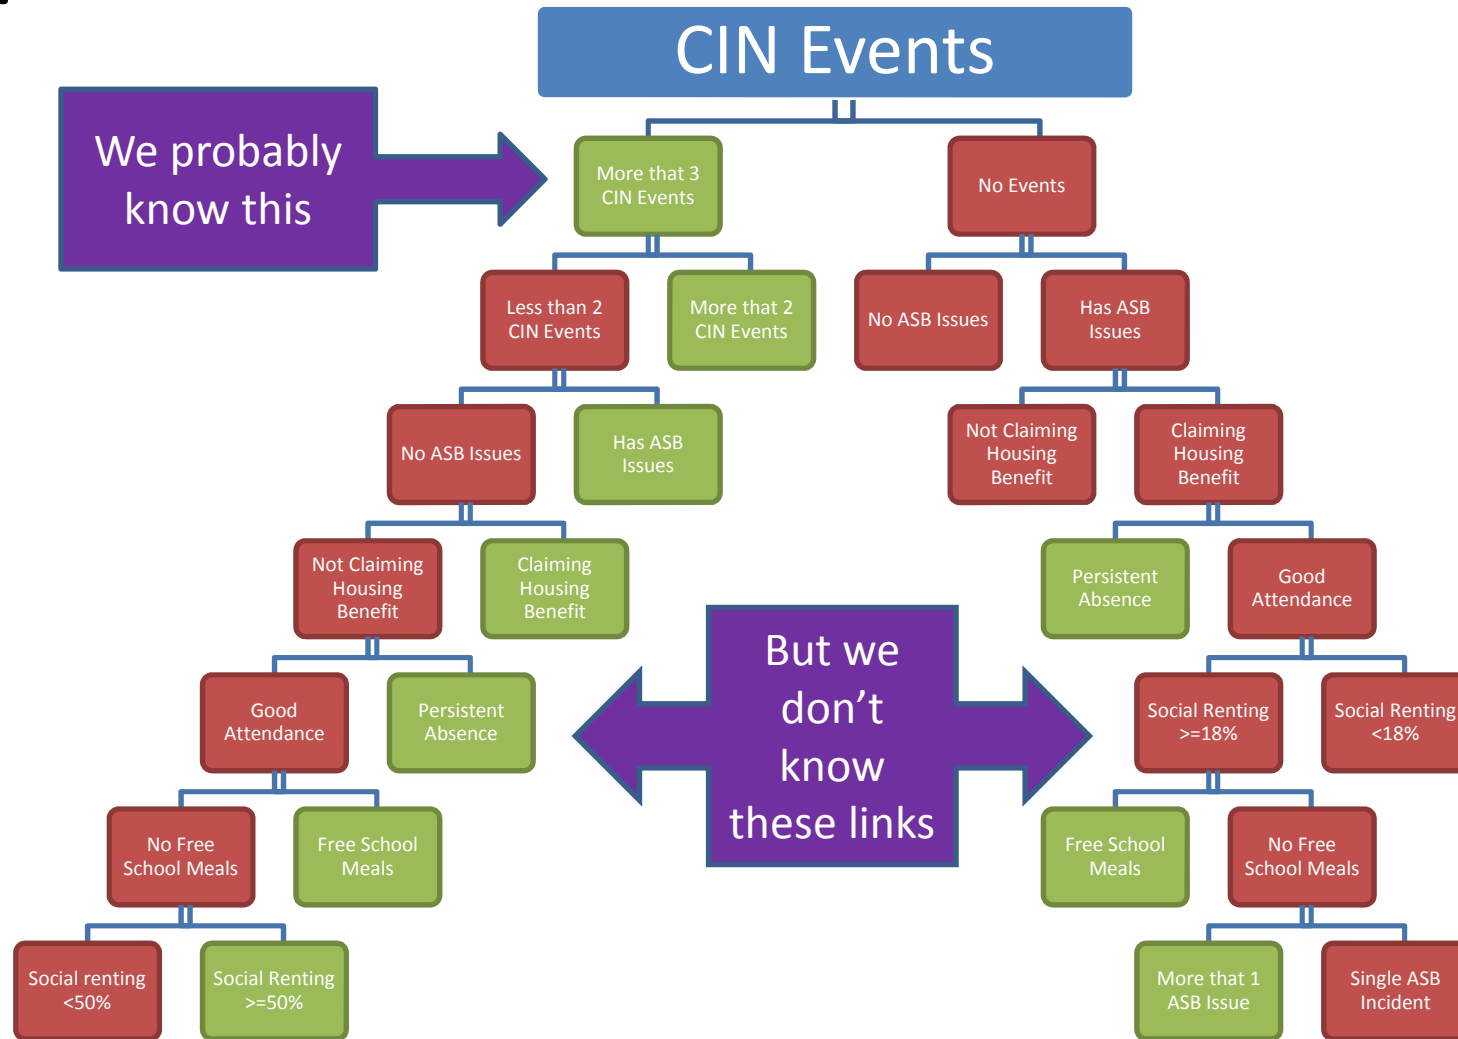 CIN Events
We probably
know this
More that 3
CIN Events
No Events
Less than 2
CIN Events
More that 2
CIN Events
No ASB Issues
Has ASB
Issues
No ASB Issues
Has ASB
Issues
Not Claiming
Housing
Benefit
Claiming
Housing
Benefit
Not Claiming
Housing
Benefit
Claiming
Housing
Benefit
Persistent
Absence
Good
Attendance
But we
don't
know
these links
Good
Attendance
Persistent
Absence
Social Renting
>=18%
Social Renting
<18%
No Free
School Meals
Free School
Meals
Free School
Meals
No Free
School Meals
Social renting
<50%
Social Renting
>=50%
More that 1
ASB Issue
Single ASB
Incident